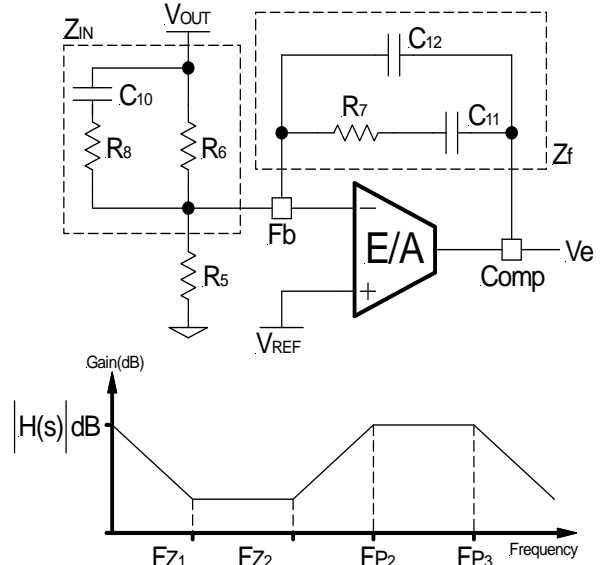 ZIN
VOUT
C12
C10
R7
C11
R8
R6
Zf
Fb
E/A
R5
Comp
Ve
VREF
Gain(dB)
|H(s)|dB
FZ1
FZ2
FP2
FP3
Frequency